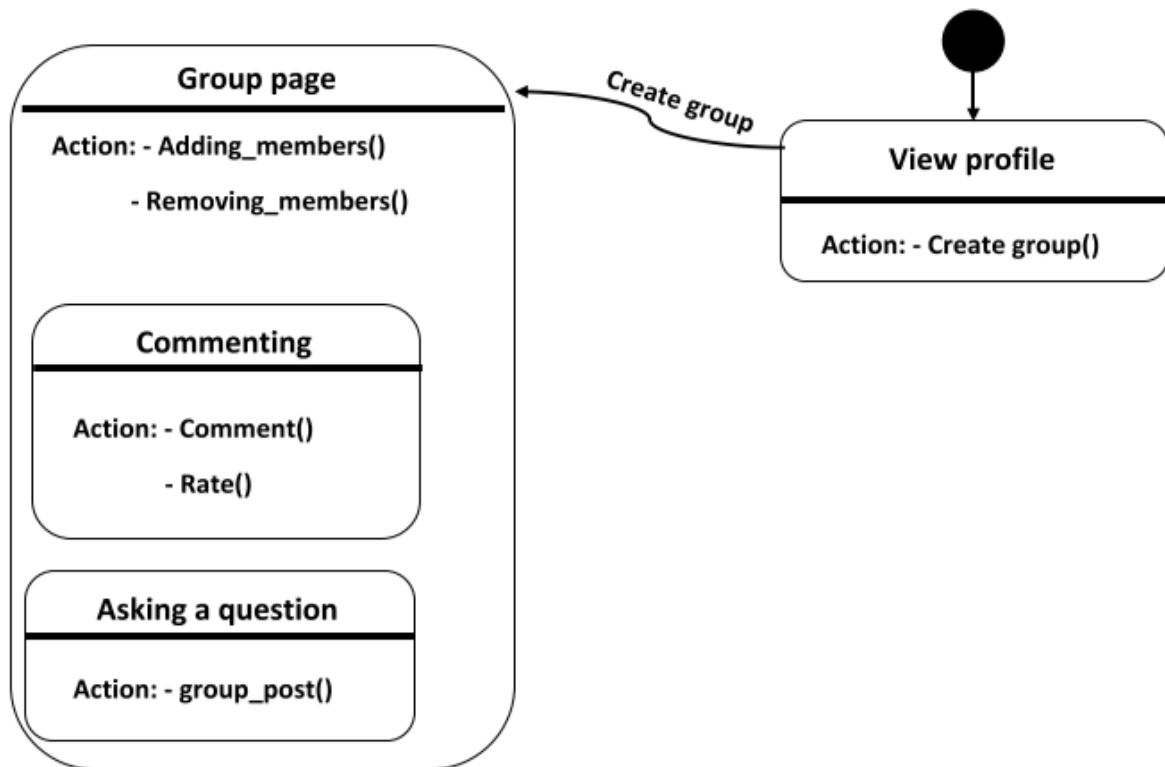 Group page
Action: - Adding_members()
- Removing_members()
Commenting
Action: - Comment()
- Rate()
Asking a question
Action: - group_post()
Create group
View profile
Action: - Create group()